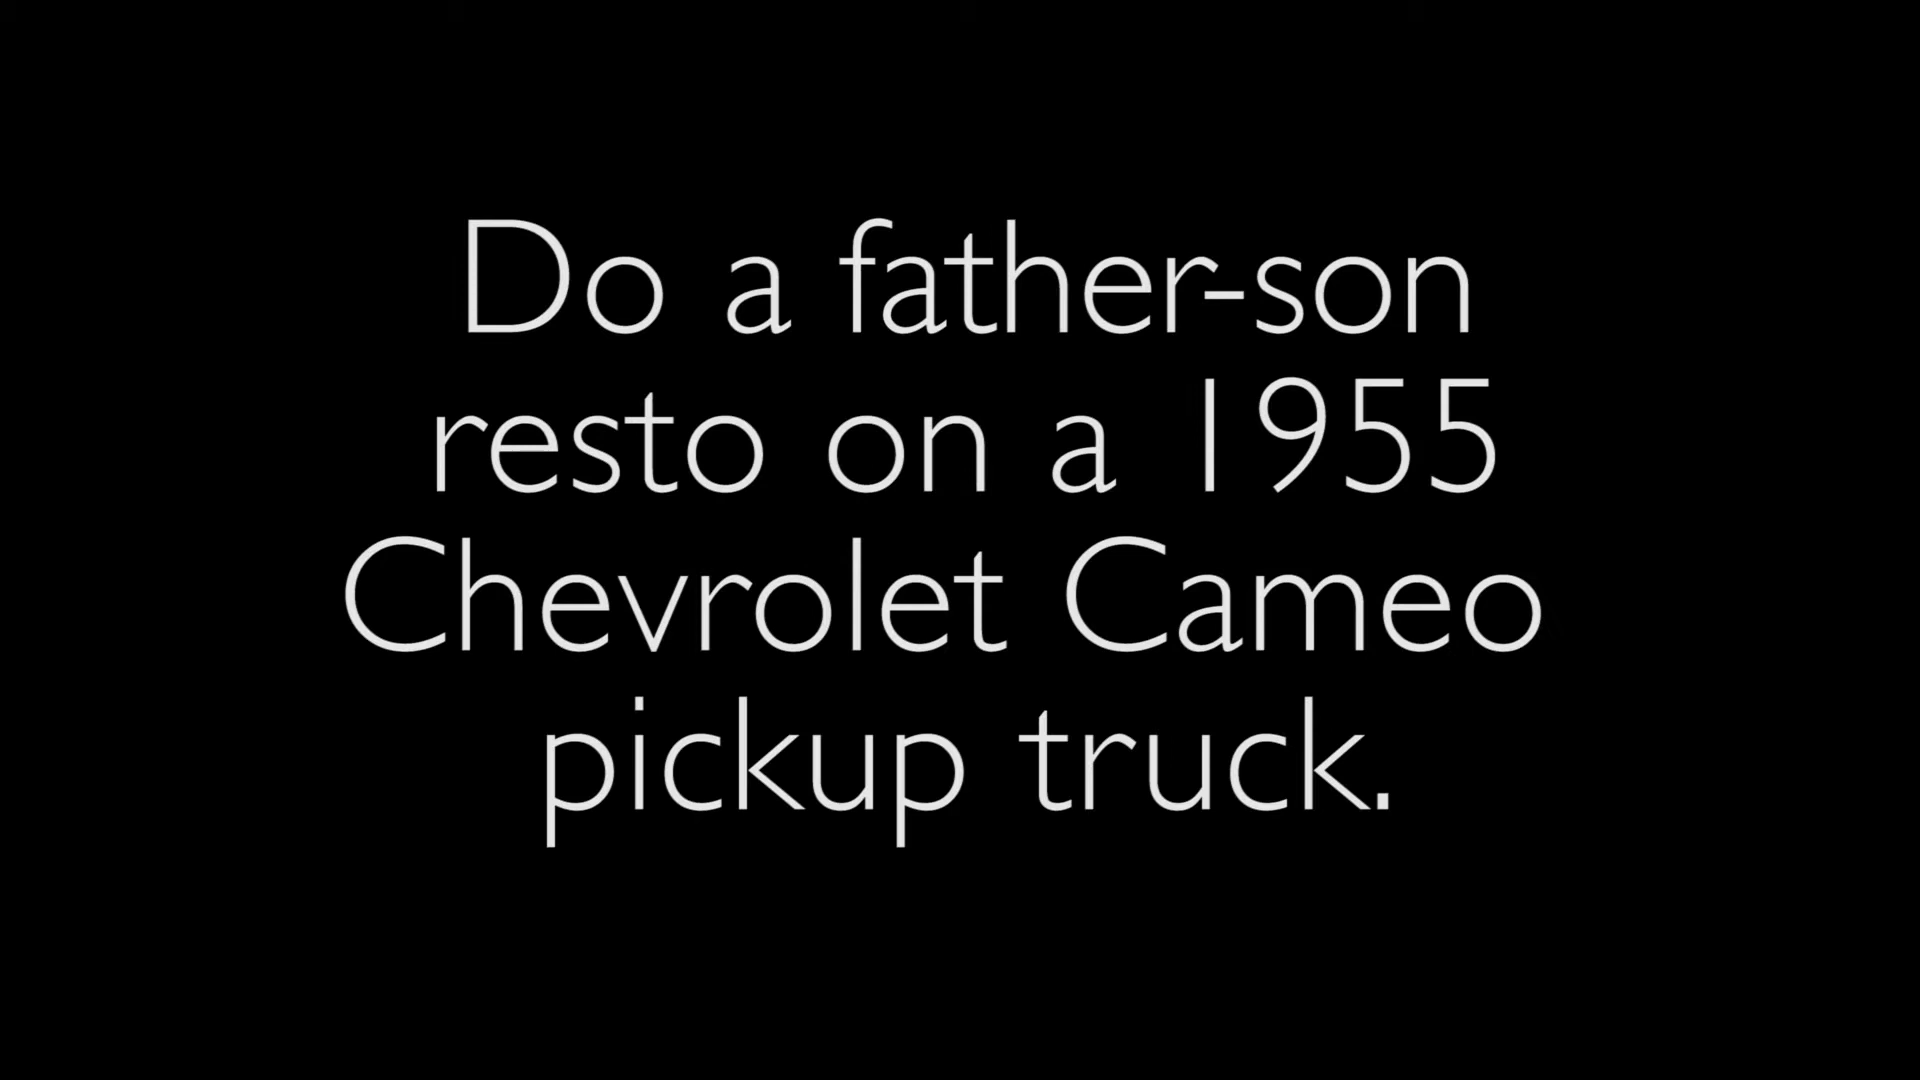 Do a father-son
resto on a 1955
Chevrolet Cameo
pickup truck.